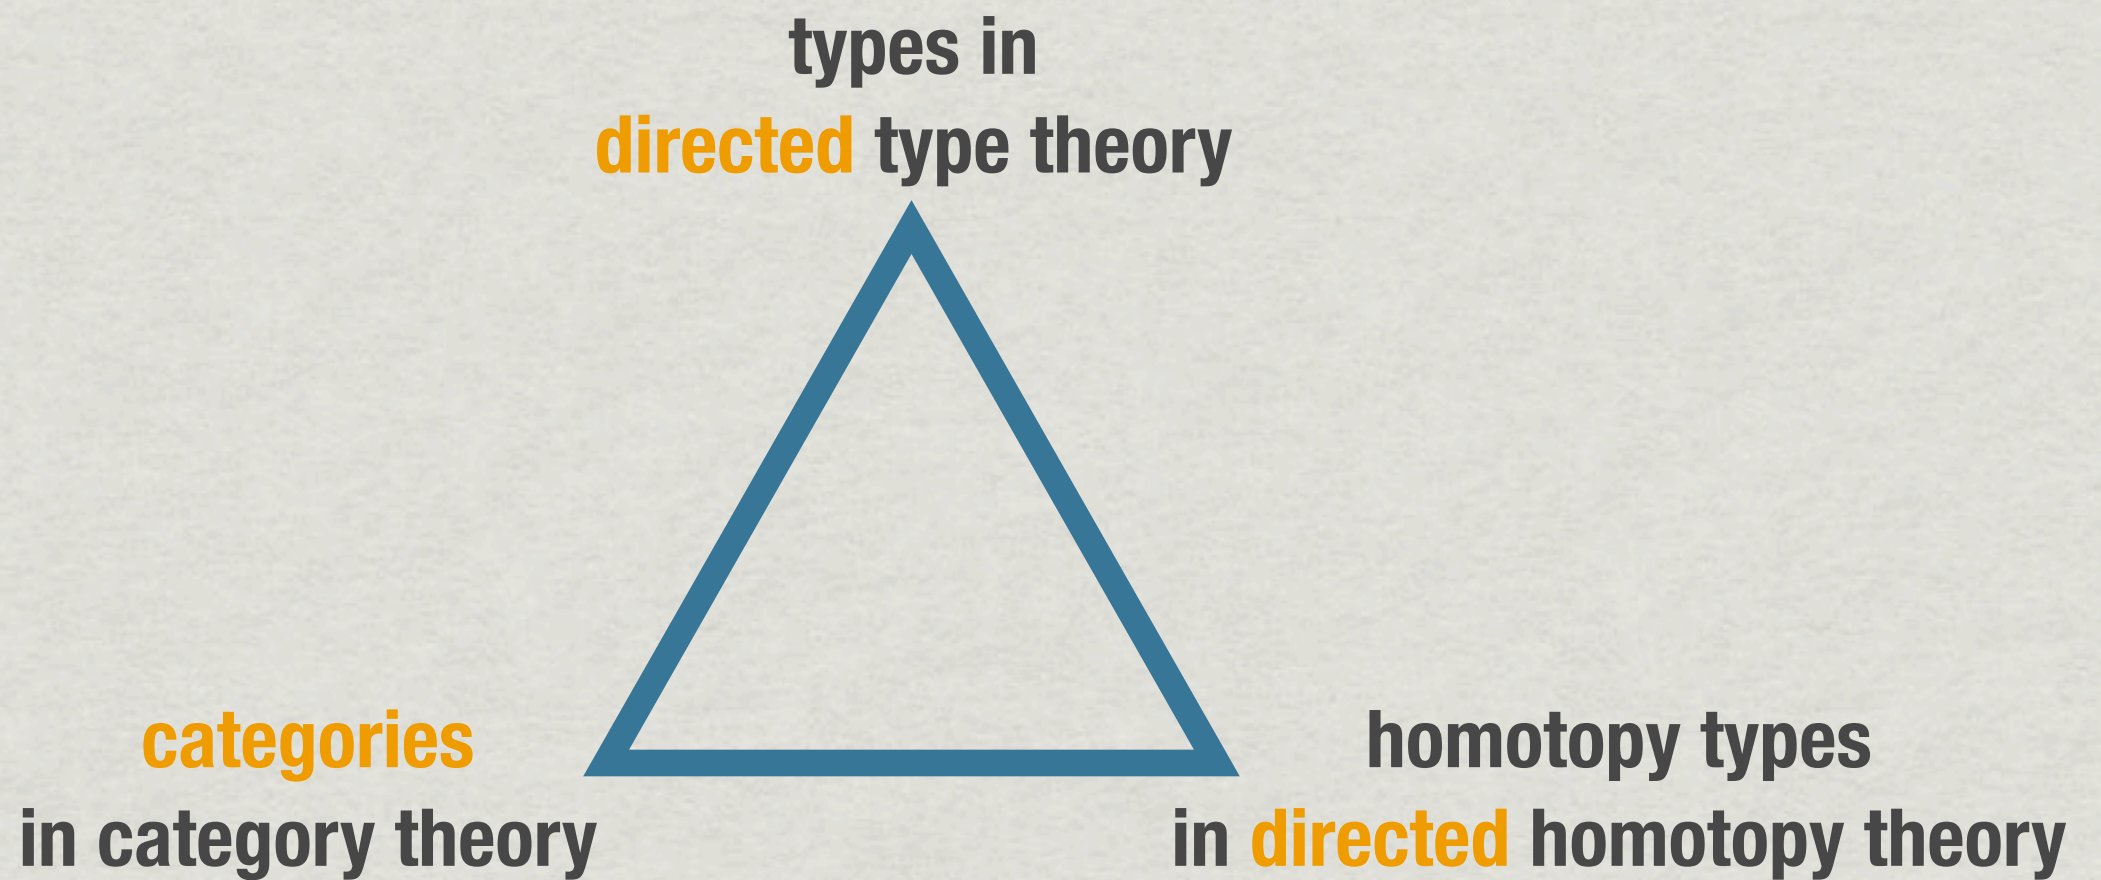 types in
directed type theory
categories
in category theory
homotopy types
in directed homotopy theory